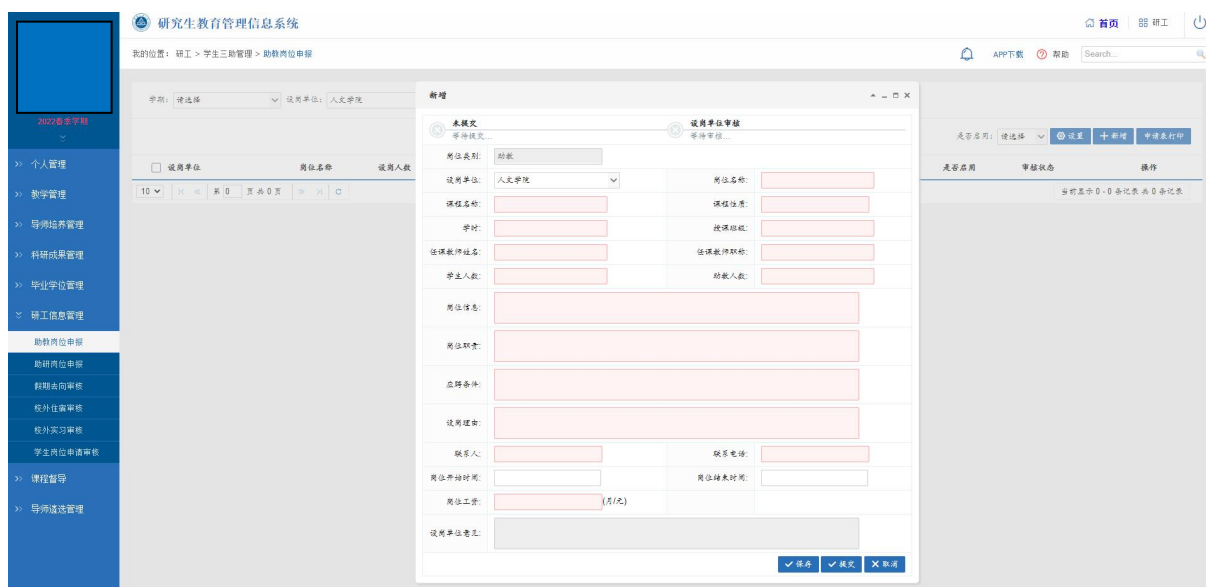 研究生教育管理信息系统
首页 研工
我的位置： 研工 > 学生三助管理 > 助教岗位申报
APP下载 帮助 Search...
2022春季学期
个人管理
教学管理
导师培养管理
科研成果管理
毕业学位管理
研工信息管理
助教岗位申报
助研岗位申报
假期去向审核
校外住宿审核
校外实习审核
学生岗位申请审核
课程督导
导师遴选管理
学期: 请选择 设岗单位: 人文学院
是否启用: 请选择 设置 新增 申请表打印
设岗单位 岗位名称 设岗人数 是否启用 审核状态 操作
10 第 0 页 共 0 页 当前显示 0 - 0 条记录 共 0 条记录
新增
未提交 设岗单位审核
等待提交... 等待审核...
岗位类别: 助教
设岗单位: 人文学院 岗位名称:
课程名称: 课程性质:
学时: 授课班级:
任课教师姓名: 任课教师职称:
学生人数: 助教人数:
岗位信息:
岗位职责:
应聘条件:
设岗理由:
联系人: 联系电话:
岗位开始时间: 岗位结束时间:
岗位工资: (月/元)
设岗单位意见:
保存 提交 取消